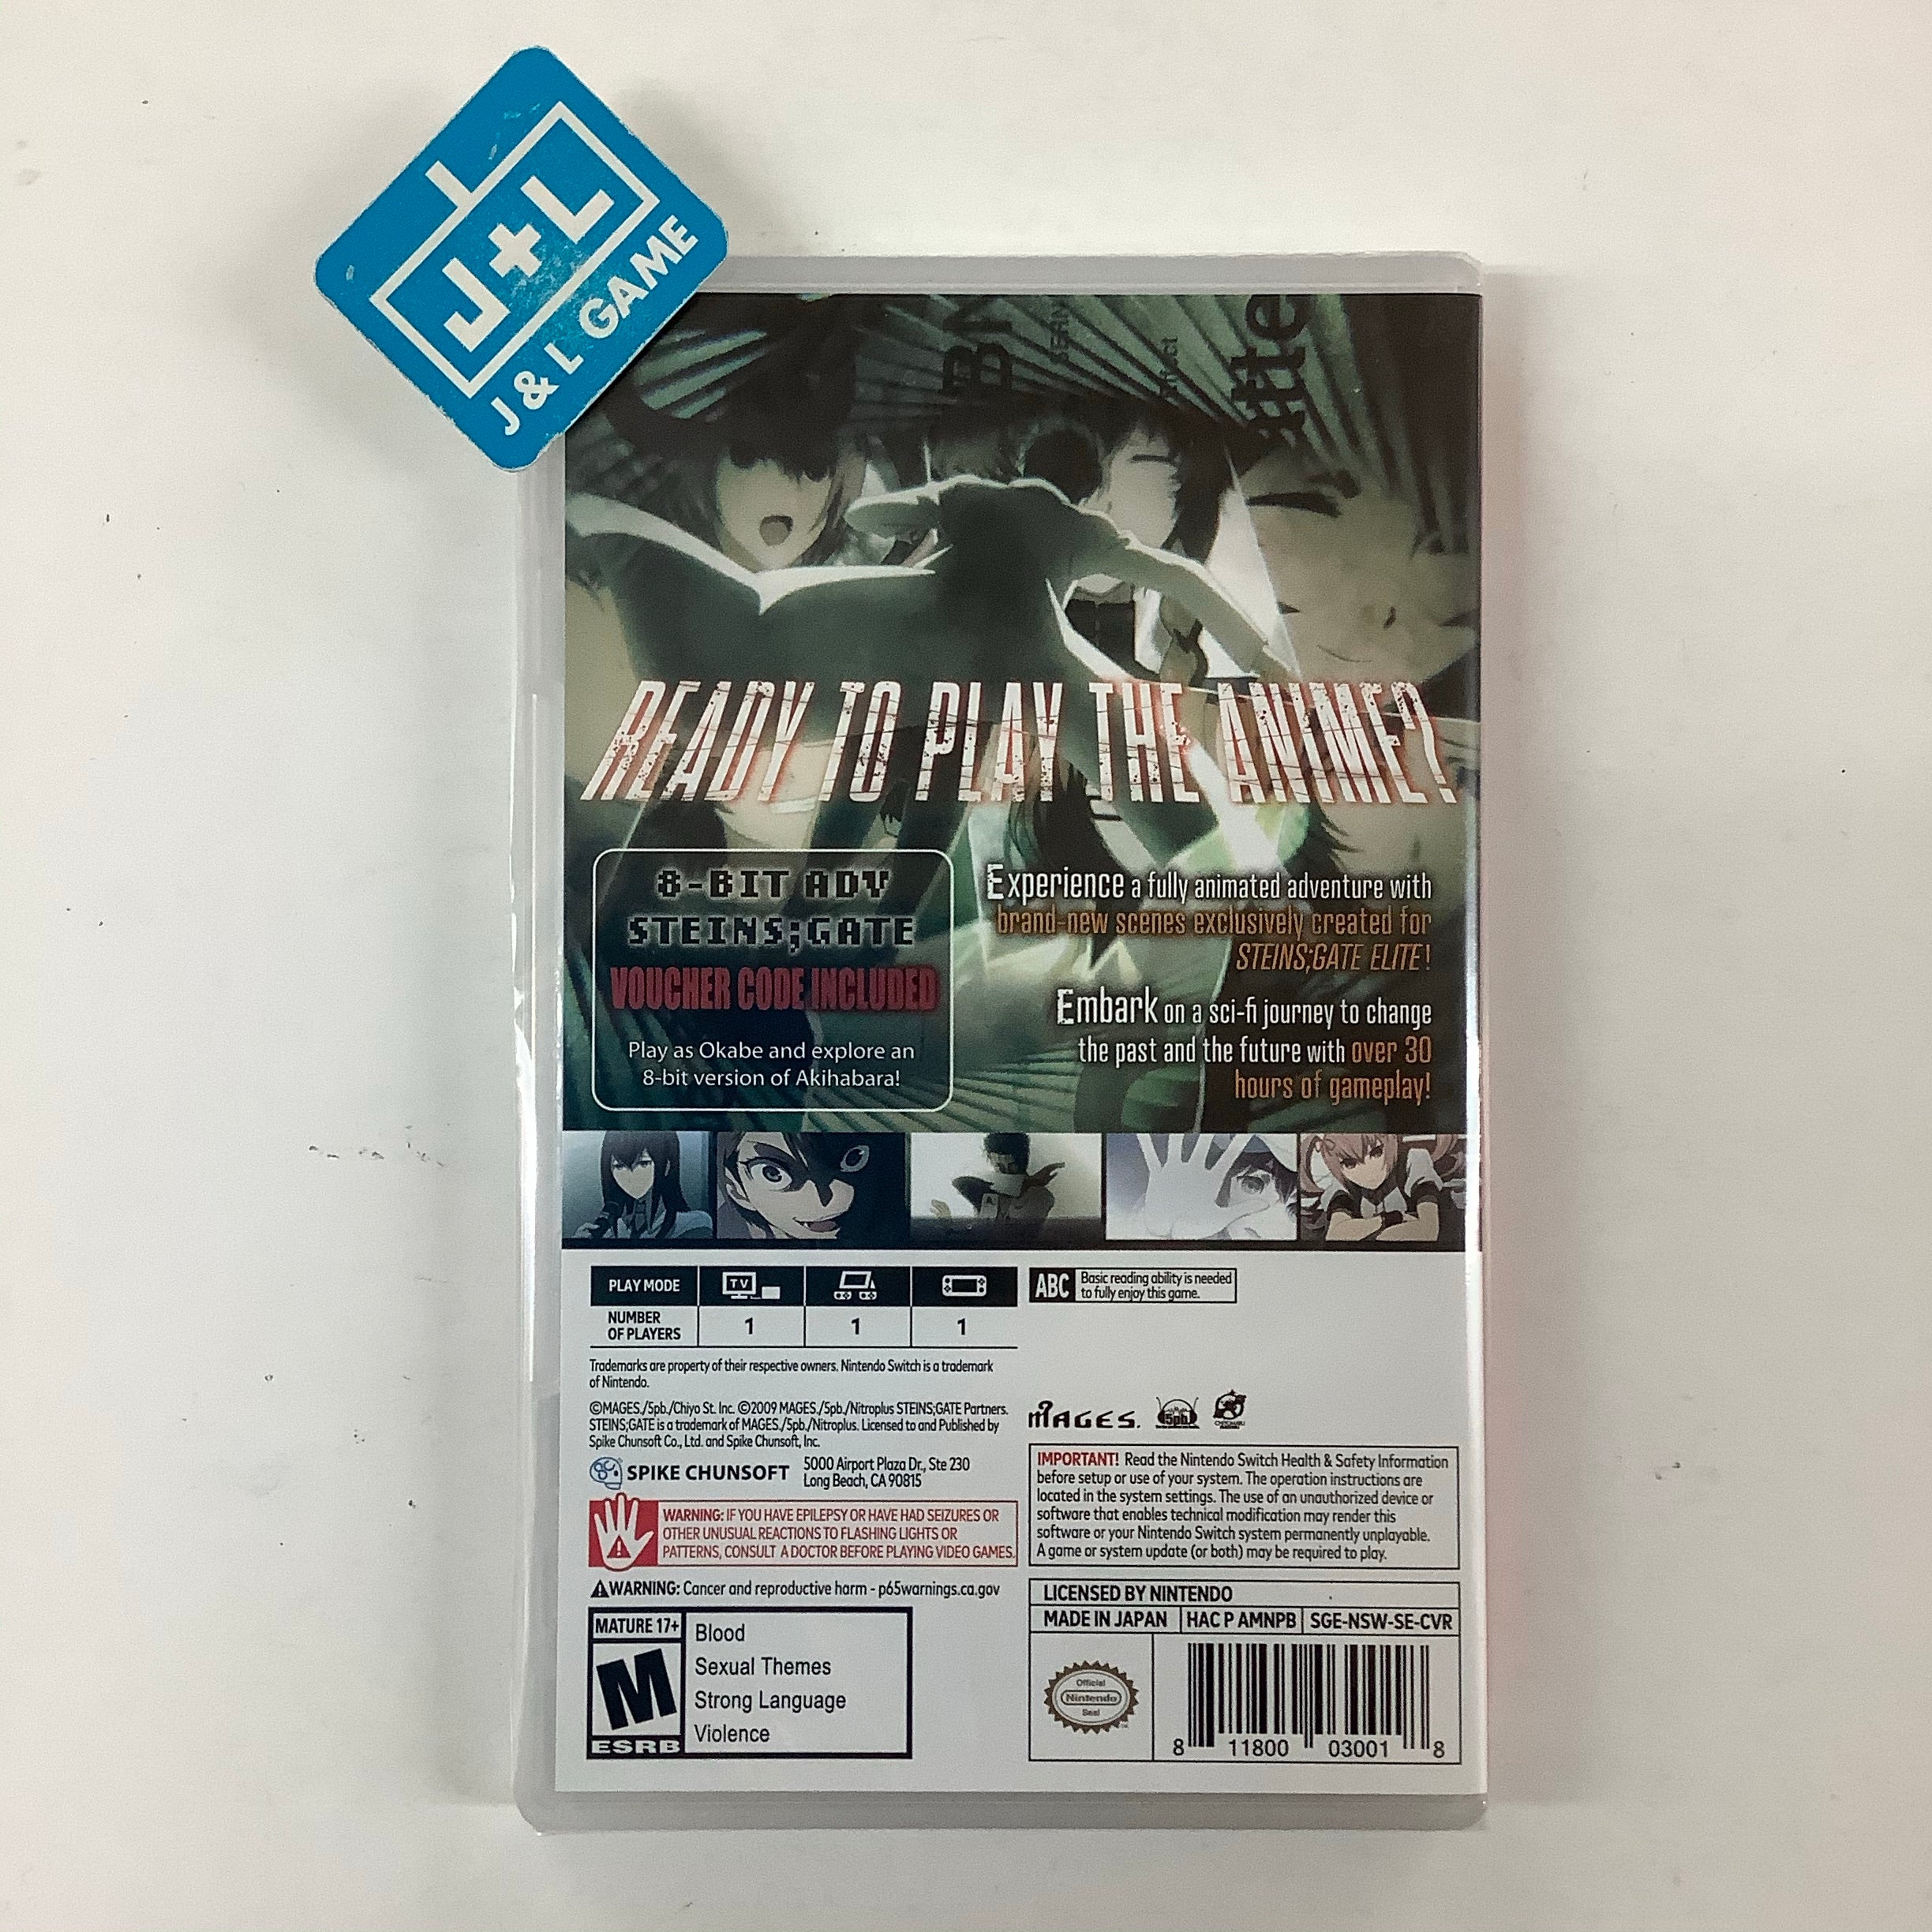 J+L
J & L GAME
READY TO PLAY THE ANIME?
8-BIT ADV
STEINS;GATE
VOUCHER CODE INCLUDED
Play as Okabe and explore an
8-bit version of Akihabara!
Experience a fully animated adventure with
brand-new scenes exclusively created for
STEINS;GATE ELITE!
Embark on a sci-fi journey to change
the past and the future with over 30
hours of gameplay!
PLAY MODE TV
NUMBER
OF PLAYERS 1 1 1
ABC Basic reading ability is needed
to fully enjoy this game.
Trademarks are property of their respective owners. Nintendo Switch is a trademark
of Nintendo.
©MAGES./5pb./Chiyo St. Inc. ©2009 MAGES./5pb./Nitroplus STEINS;GATE Partners.
STEINS;GATE is a trademark of MAGES./5pb./Nitroplus. Licensed to and Published by
Spike Chunsoft Co., Ltd. and Spike Chunsoft, Inc.
MAGES. 5pb.
SPIKE CHUNSOFT
5000 Airport Plaza Dr., Ste 230
Long Beach, CA 90815
WARNING: IF YOU HAVE EPILEPSY OR HAVE HAD SEIZURES OR
OTHER UNUSUAL REACTIONS TO FLASHING LIGHTS OR
PATTERNS, CONSULT A DOCTOR BEFORE PLAYING VIDEO GAMES.
IMPORTANT! Read the Nintendo Switch Health & Safety Information
before setup or use of your system. The operation instructions are
located in the system settings. The use of an unauthorized device or
software that enables technical modification may render this
software or your Nintendo Switch system permanently unplayable.
A game or system update (or both) may be required to play.
WARNING: Cancer and reproductive harm - p65warnings.ca.gov
MATURE 17+
M
ESRB
Blood
Sexual Themes
Strong Language
Violence
LICENSED BY NINTENDO
MADE IN JAPAN HAC P AMNPB SGE-NSW-SE-CVR
Official
Nintendo
Seal
8 11800 03001 8